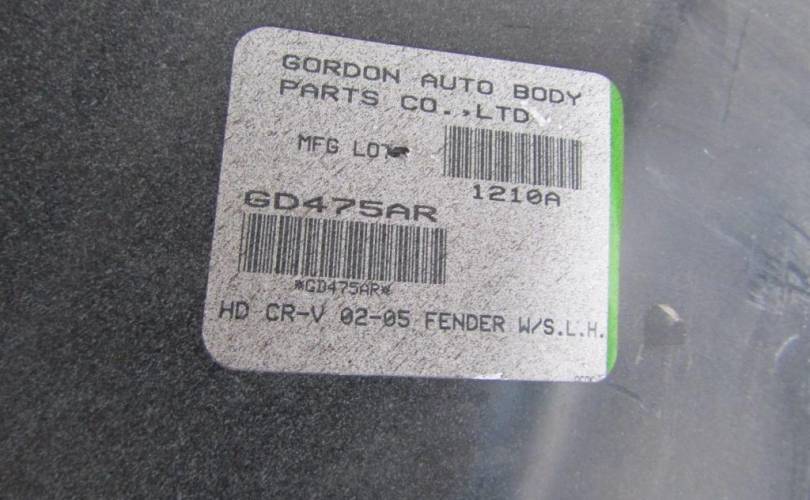 GORDON AUTO BODY
PARTS CO.,LTD
MFG LOT
1210A
GD475AR
*GD475AR*
HD CR-V 02-05 FENDER W/S.L.H.